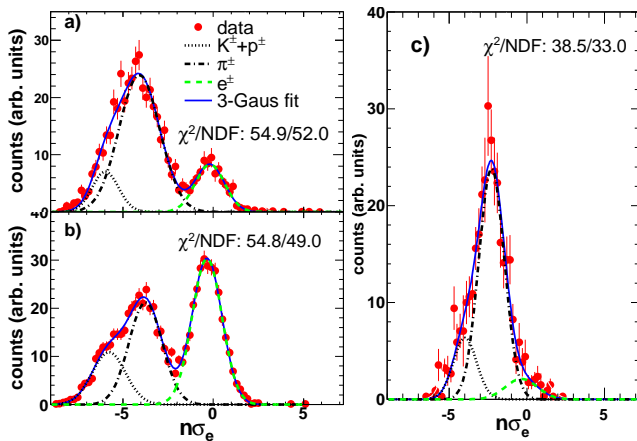 a)
data
K±+p±
π±
e±
3-Gaus fit
χ²/NDF: 54.9/52.0
counts (arb. units)
30
20
10
0
b)
χ²/NDF: 54.8/49.0
counts (arb. units)
30
20
10
0
-5 0 5
nσe
c)
χ²/NDF: 38.5/33.0
counts (arb. units)
40
30
20
10
0
-5 0 5
nσe